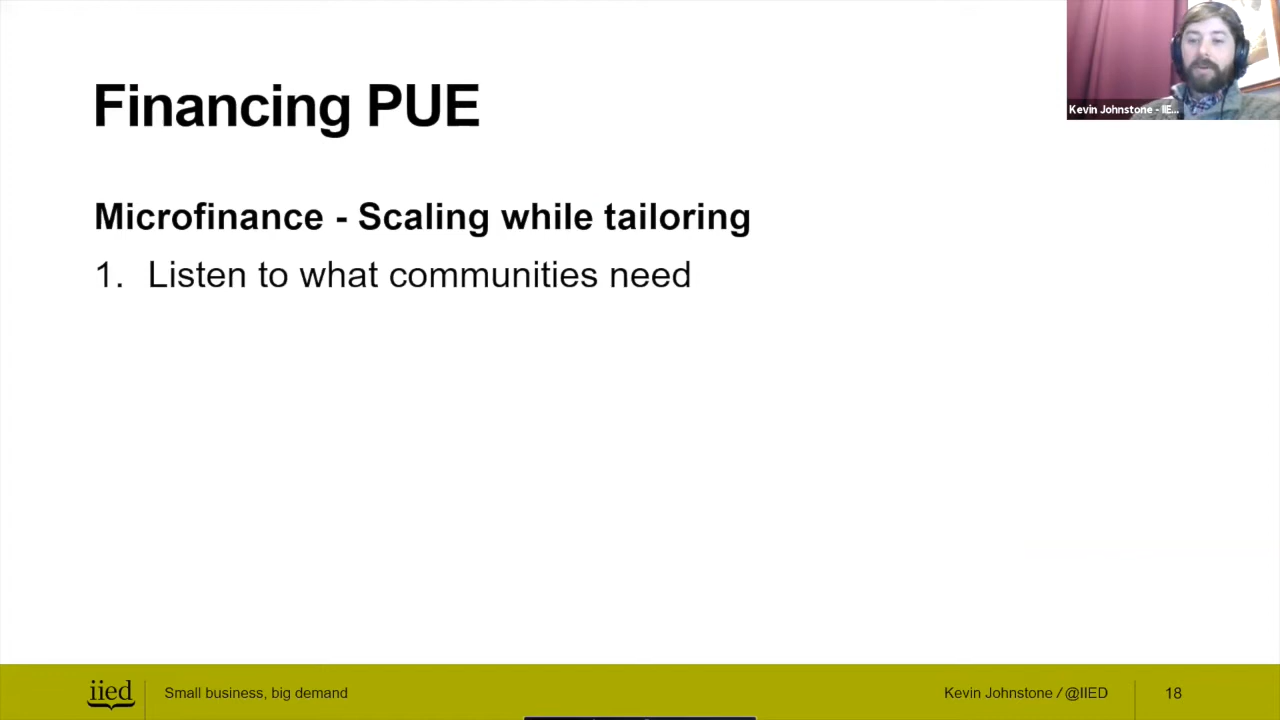 Financing PUE
Kevin Johnstone - IIE...
Microfinance - Scaling while tailoring
1. Listen to what communities need
iied
Small business, big demand
Kevin Johnstone / @IIED
18